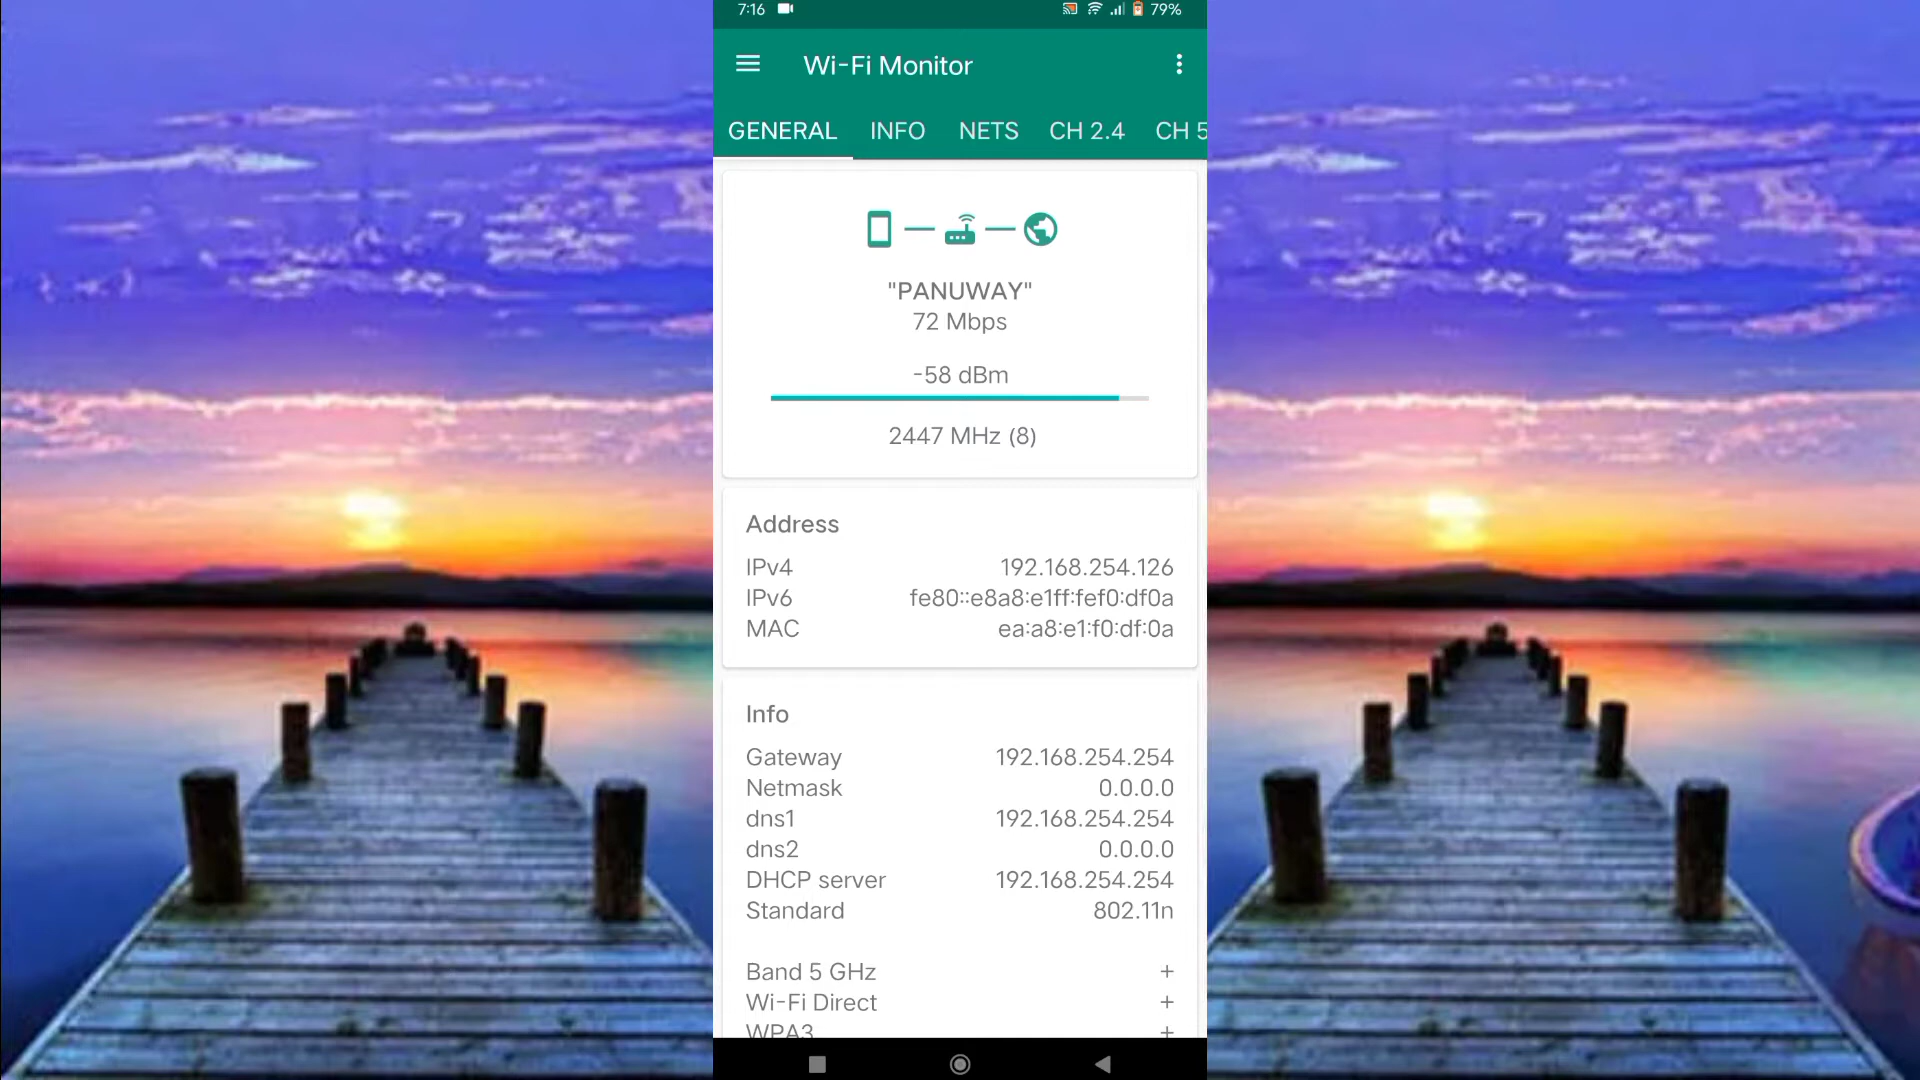 7:16 79%
Wi-Fi Monitor
GENERAL INFO NETS CH 2.4 CH 5
"PANUWAY"
72 Mbps
-58 dBm
2447 MHz (8)
Address
IPv4 192.168.254.126
IPv6 fe80::e8a8:e1ff:fef0:df0a
MAC ea:a8:e1:f0:df:0a
Info
Gateway 192.168.254.254
Netmask 0.0.0.0
dns1 192.168.254.254
dns2 0.0.0.0
DHCP server 192.168.254.254
Standard 802.11n
Band 5 GHz +
Wi-Fi Direct +
WPA3 +